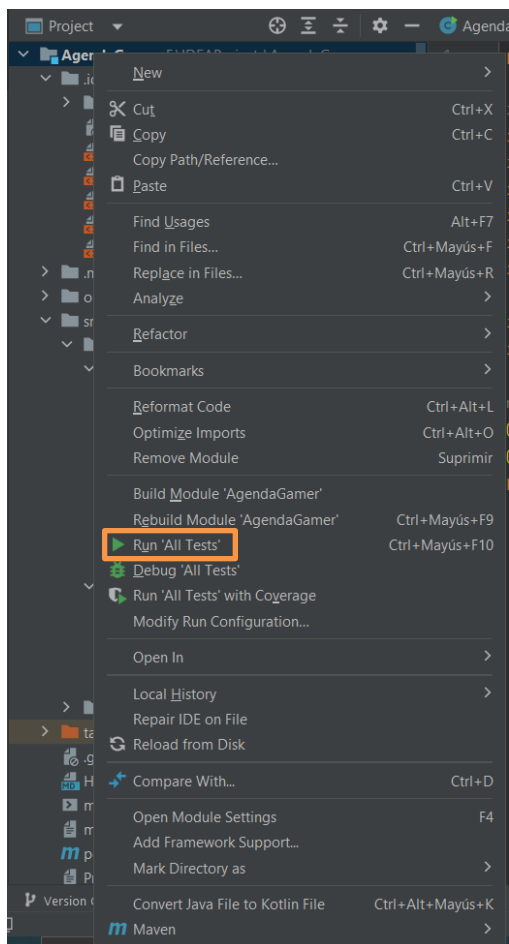 Project
Agenda
New
Cut Ctrl+X
Copy Ctrl+C
Copy Path/Reference...
Paste Ctrl+V
Find Usages Alt+F7
Find in Files... Ctrl+Mayús+F
Replace in Files... Ctrl+Mayús+R
Analyze
Refactor
Bookmarks
Reformat Code Ctrl+Alt+L
Optimize Imports Ctrl+Alt+O
Remove Module Suprimir
Build Module 'AgendaGamer'
Rebuild Module 'AgendaGamer' Ctrl+Mayús+F9
Run 'All Tests' Ctrl+Mayús+F10
Debug 'All Tests'
Run 'All Tests' with Coverage
Modify Run Configuration...
Open In
Local History
Repair IDE on File
Reload from Disk
Compare With... Ctrl+D
Open Module Settings F4
Add Framework Support...
Mark Directory as
Version
Convert Java File to Kotlin File Ctrl+Alt+Mayús+K
Maven